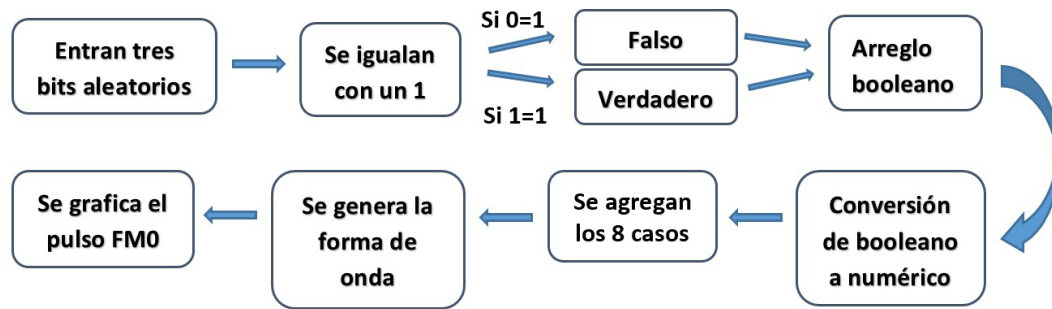 Entran tres
bits aleatorios
Se igualan
con un 1
Si 0=1
Si 1=1
Falso
Verdadero
Arreglo
booleano
Conversión
de booleano
a numérico
Se agregan
los 8 casos
Se genera la
forma de
onda
Se grafica el
pulso FM0